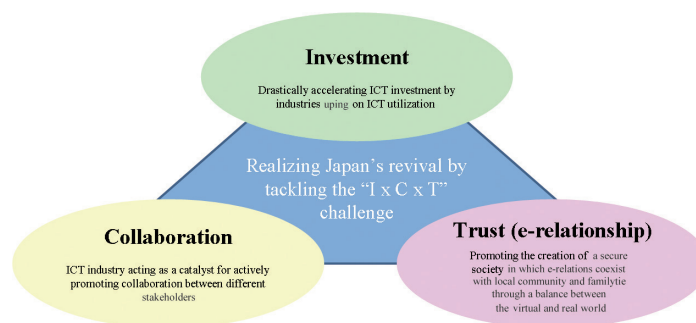 Investment
Drastically accelerating ICT investment by
industries uping on ICT utilization
Realizing Japan's revival by
tackling the “I x C x T”
challenge
Collaboration
ICT industry acting as a catalyst for actively
promoting collaboration between different
stakeholders
Trust (e-relationship)
Promoting the creation of a secure
society in which e-relations coexist
with local community and familytie
through a balance between
the virtual and real world